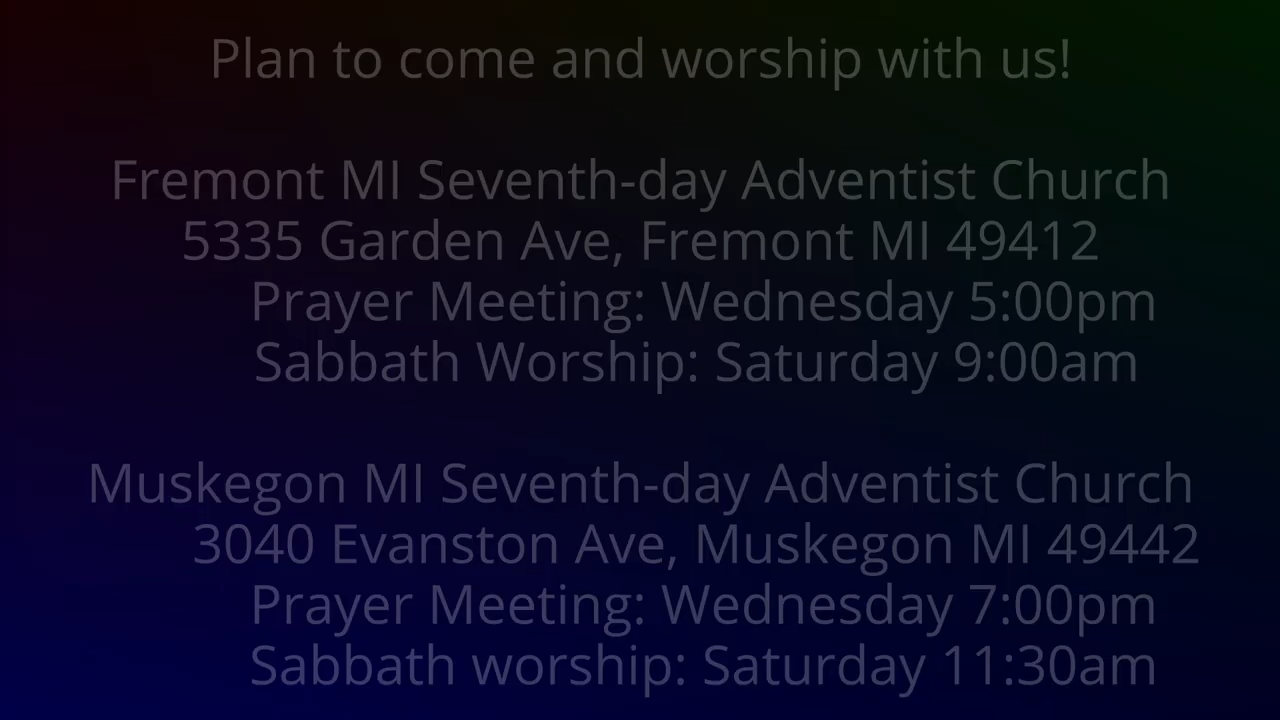 Plan to come and worship with us!
Fremont MI Seventh-day Adventist Church
5335 Garden Ave, Fremont MI 49412
Prayer Meeting: Wednesday 5:00pm
Sabbath Worship: Saturday 9:00am
Muskegon MI Seventh-day Adventist Church
3040 Evanston Ave, Muskegon MI 49442
Prayer Meeting: Wednesday 7:00pm
Sabbath worship: Saturday 11:30am